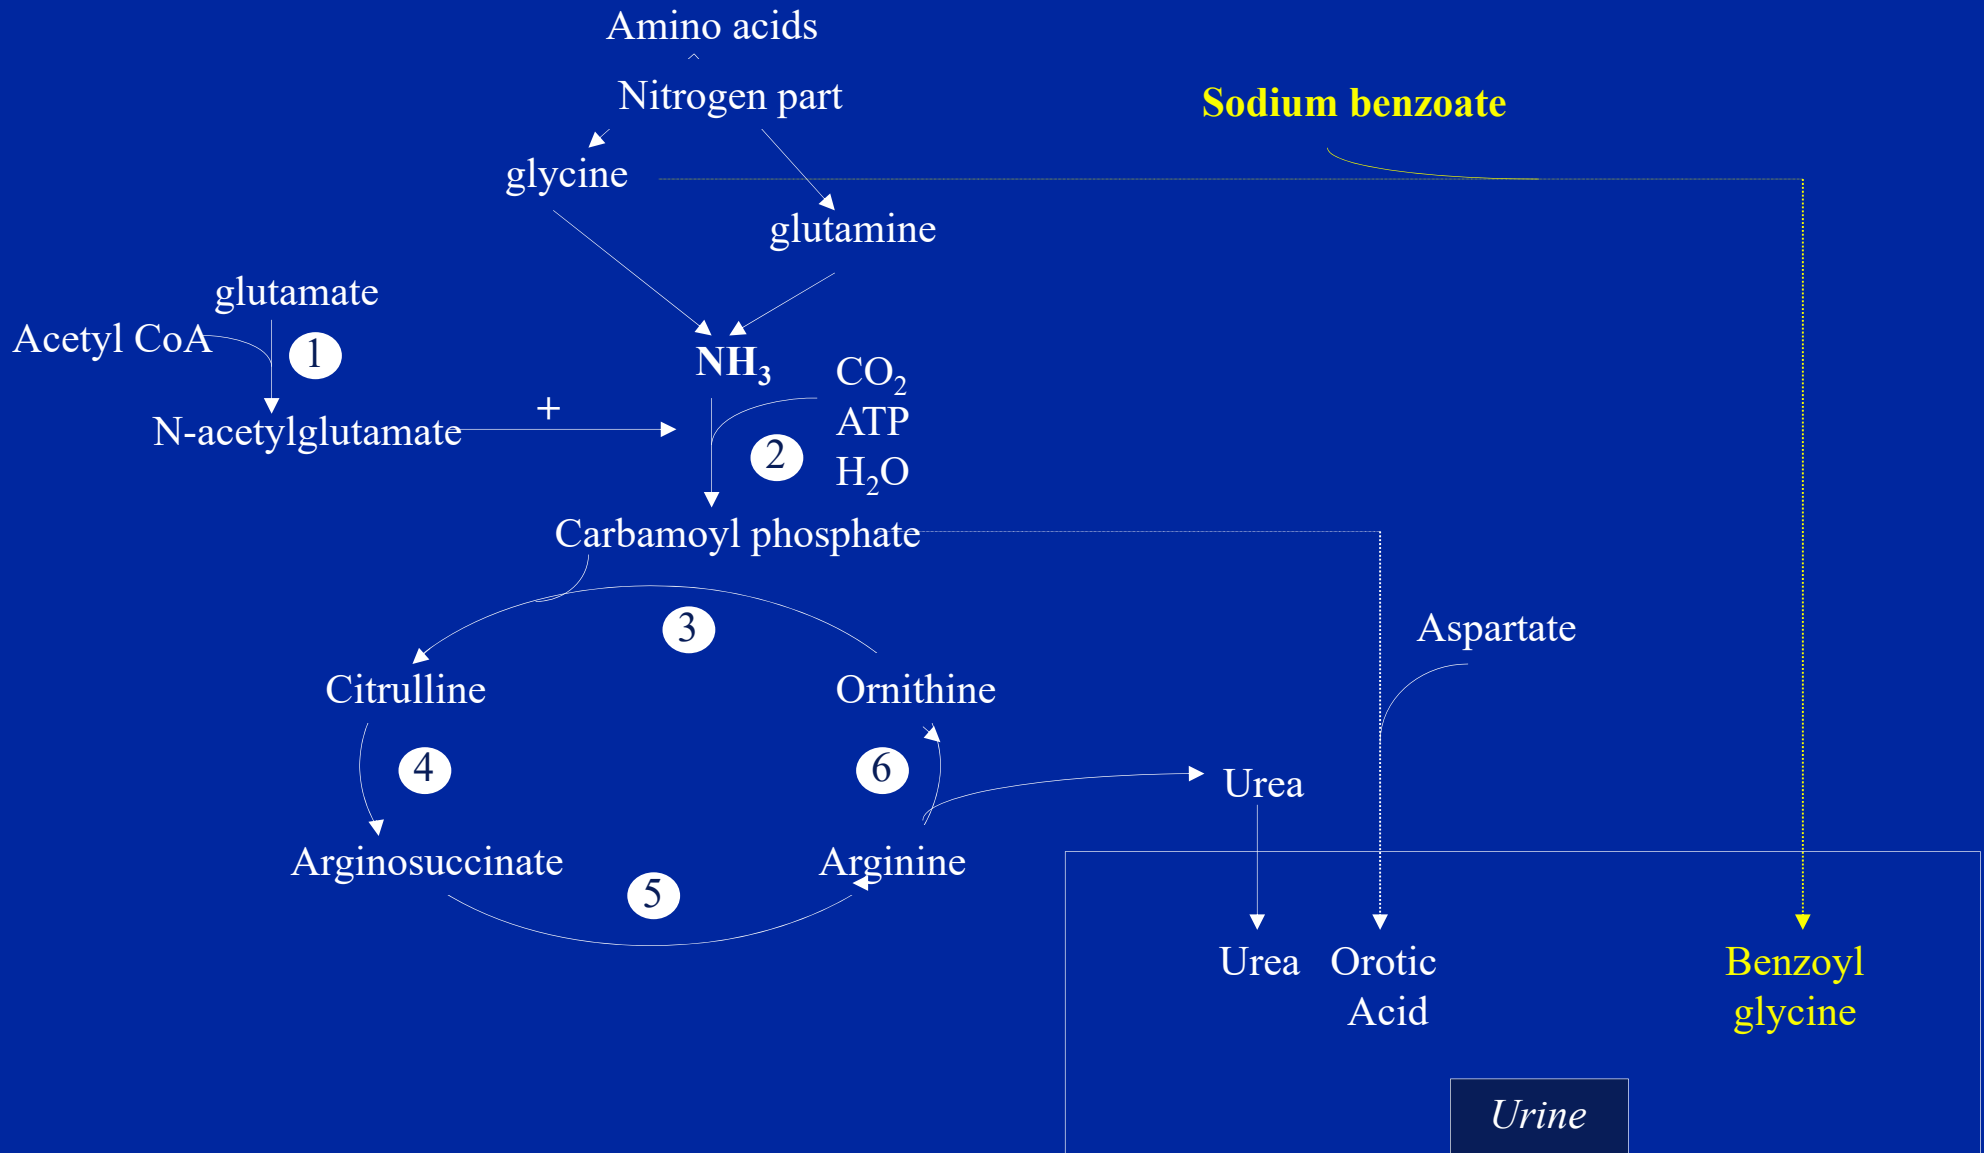 Amino acids
Nitrogen part
Sodium benzoate
glycine
glutamine
glutamate
Acetyl CoA
1
NH3
CO2
ATP
H2O
+
N-acetylglutamate
2
Carbamoyl phosphate
3
Aspartate
Citrulline
Ornithine
4
6
Urea
Arginosuccinate
Arginine
5
Urea
Orotic
Acid
Benzoyl
glycine
Urine